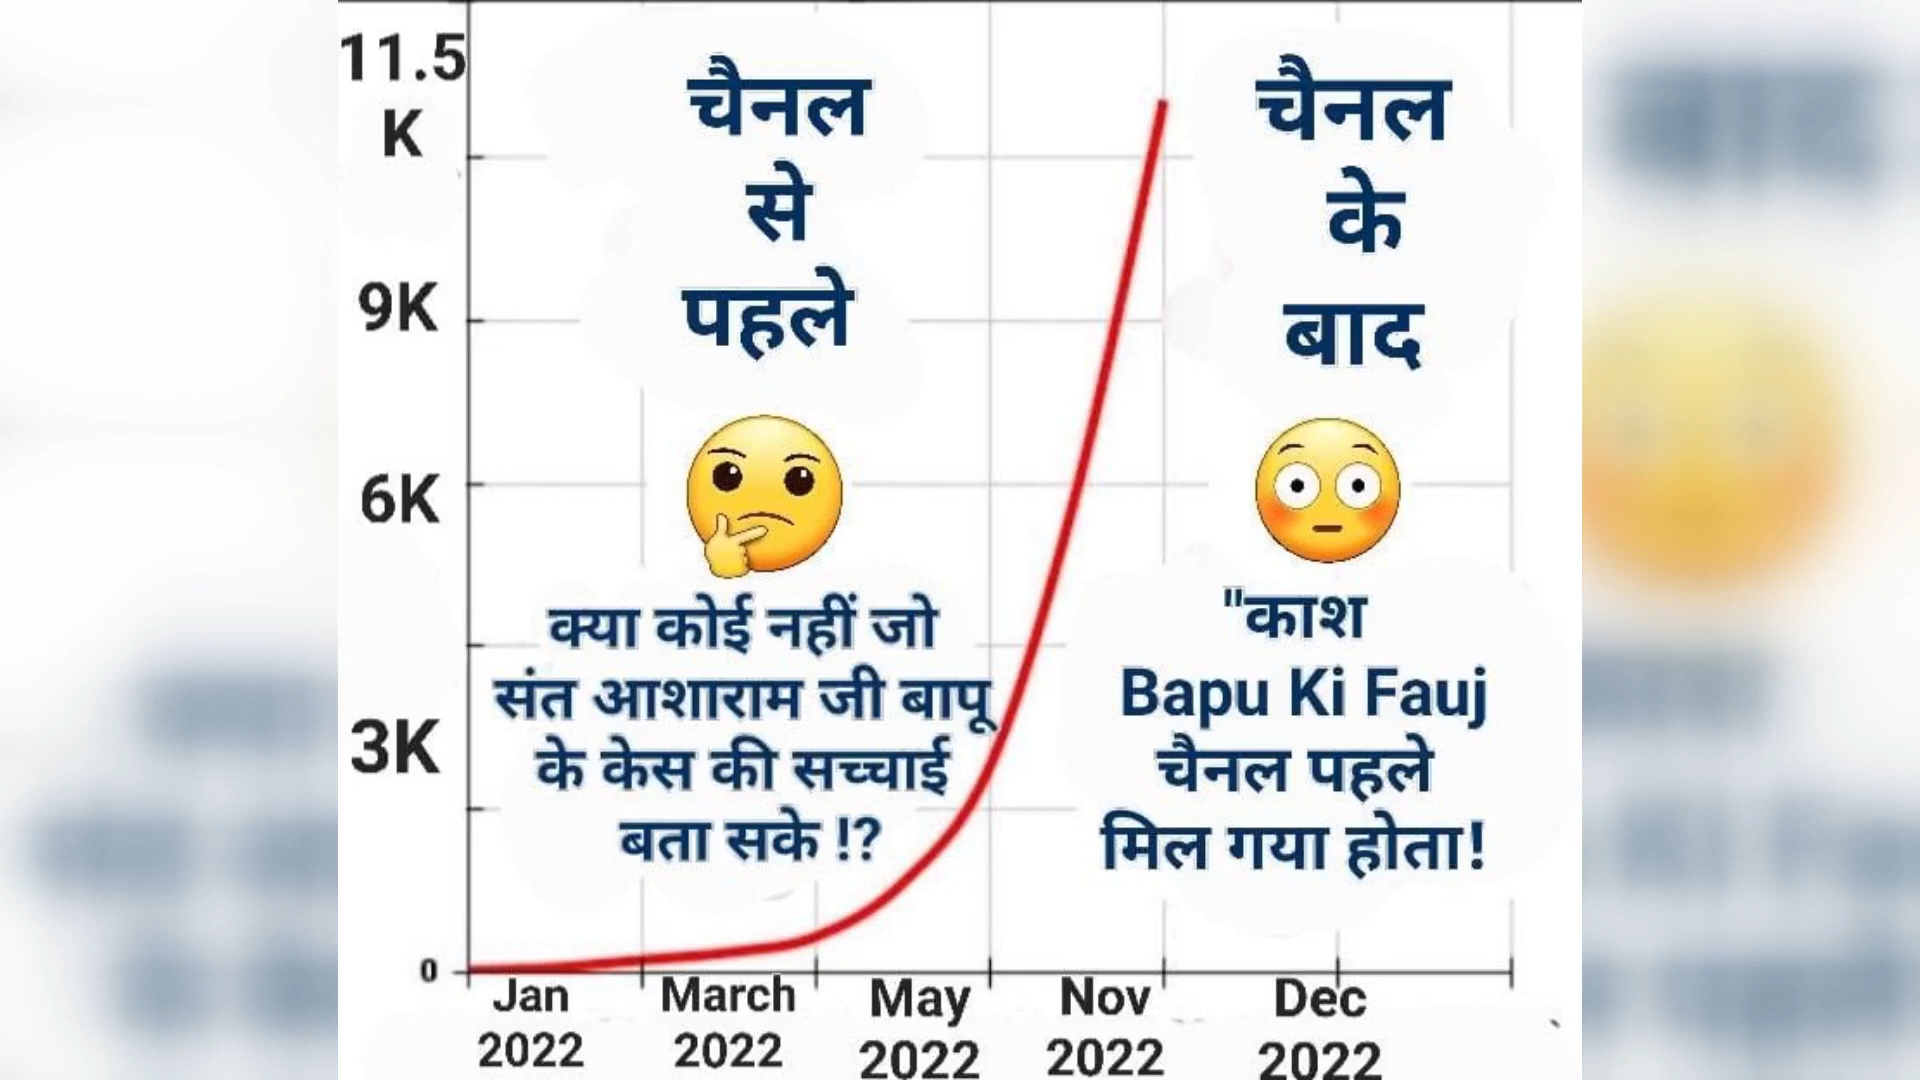 11.5
K
9K
6K
3K
0
चैनल
से
पहले
क्या कोई नहीं जो
संत आशाराम जी बापू
के केस की सच्चाई
बता सके !?
चैनल
के
बाद
"काश
Bapu Ki Fauj
चैनल पहले
मिल गया होता!
Jan March May Nov Dec
2022 2022 2022 2022 2022